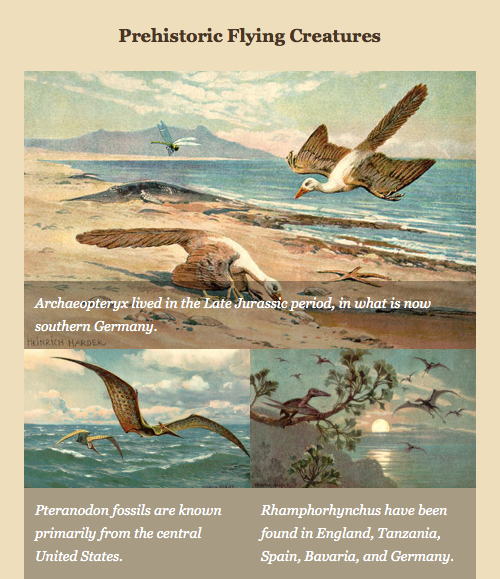 Prehistoric Flying Creatures
Archaeopteryx lived in the Late Jurassic period, in what is now
southern Germany.
HEINRICH HARDER
Pteranodon fossils are known
primarily from the central
United States.
Rhamphorhynchus have been
found in England, Tanzania,
Spain, Bavaria, and Germany.